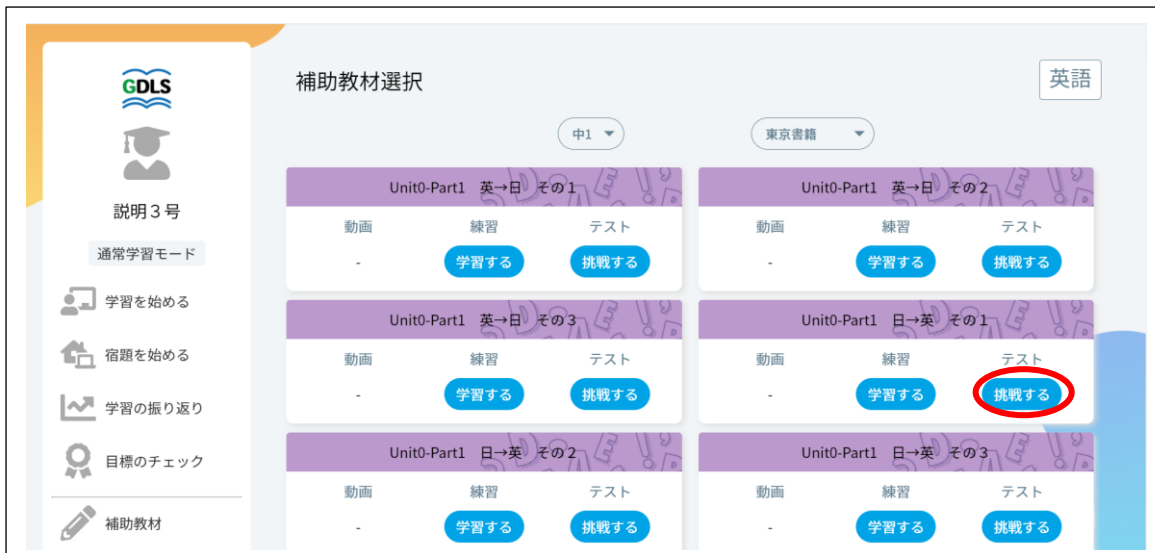 GDLS
説明３号
通常学習モード
学習を始める
宿題を始める
学習の振り返り
目標のチェック
補助教材
補助教材選択
英語
中1
東京書籍
Unit0-Part1　英→日　その１
動画 練習 テスト
- 学習する 挑戦する
Unit0-Part1　英→日　その２
動画 練習 テスト
- 学習する 挑戦する
Unit0-Part1　英→日　その３
動画 練習 テスト
- 学習する 挑戦する
Unit0-Part1　日→英　その１
動画 練習 テスト
- 学習する 挑戦する
Unit0-Part1　日→英　その２
動画 練習 テスト
- 学習する 挑戦する
Unit0-Part1　日→英　その３
動画 練習 テスト
- 学習する 挑戦する